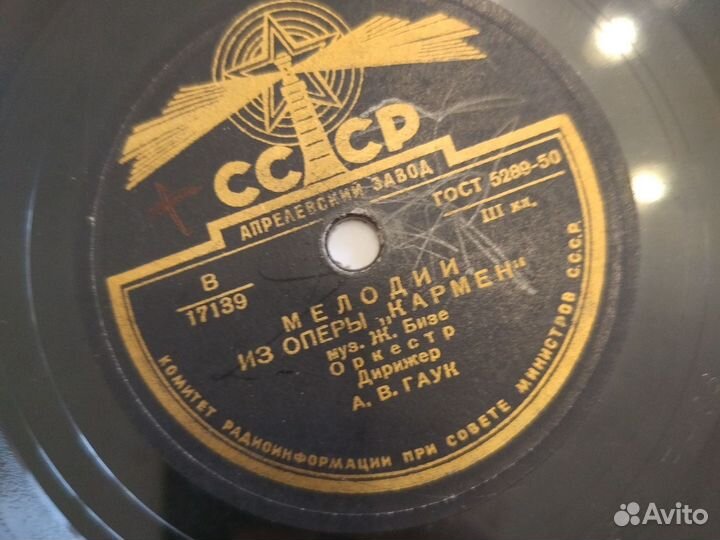 СССР
АПРЕЛЕВСКИЙ ЗАВОД
ГОСТ 5289-50
III кл.
В
17139
МЕЛОДИИ
ИЗ ОПЕРЫ „КАРМЕН“
муз. Ж. Бизе
Оркестр
Дирижер
А. В. ГАУК
КОМИТЕТ РАДИОИНФОРМАЦИИ ПРИ СОВЕТЕ МИНИСТРОВ С.С.С.Р.
Avito